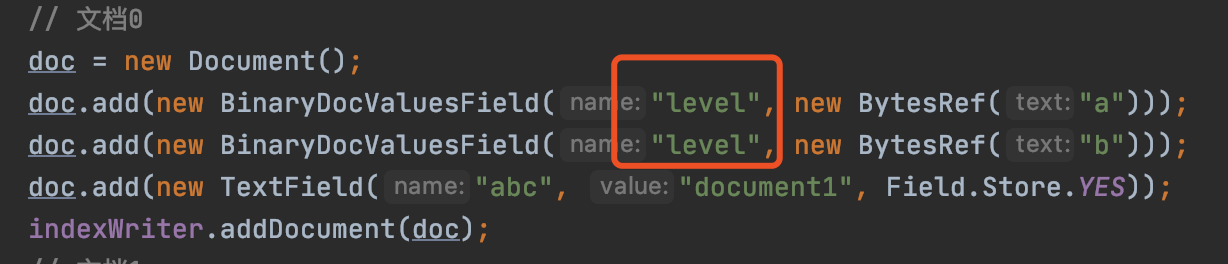 // 文档0
doc = new Document();
doc.add(new BinaryDocValuesField( name: "level", new BytesRef( text: "a")));
doc.add(new BinaryDocValuesField( name: "level", new BytesRef( text: "b")));
doc.add(new TextField( name: "abc", value: "document1", Field.Store.YES));
indexWriter.addDocument(doc);